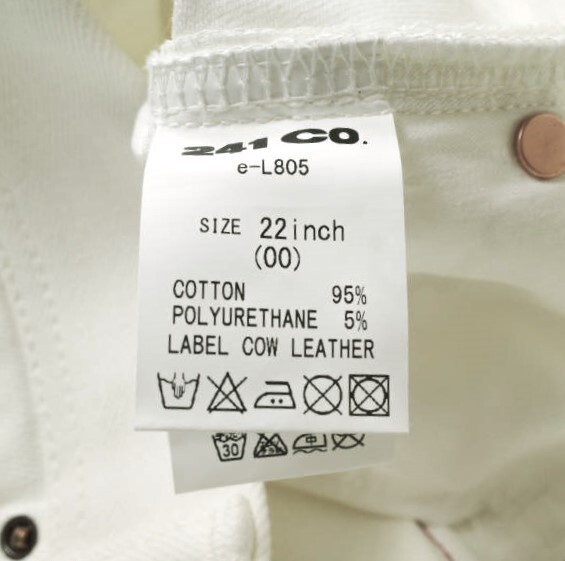 241 CO.
e-L805
SIZE 22inch
(00)
COTTON 95%
POLYURETHANE 5%
LABEL COW LEATHER
30